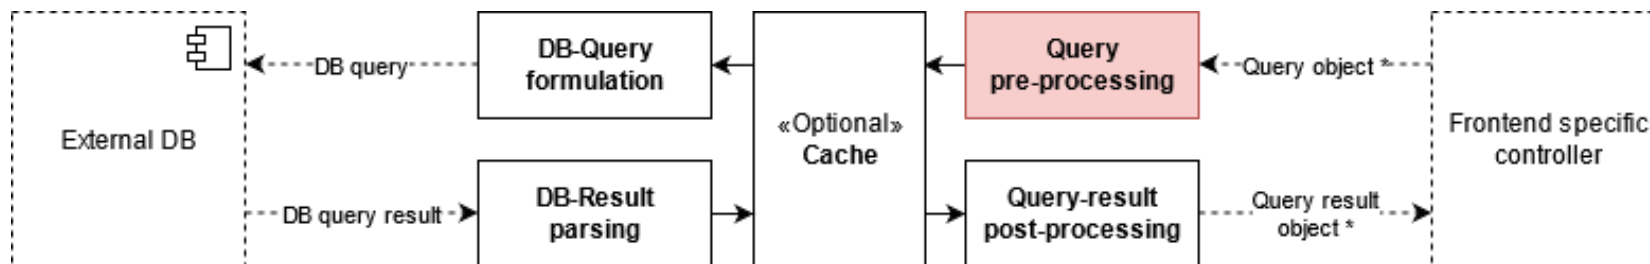 External DB
DB query
DB query result
DB-Query
formulation
DB-Result
parsing
«Optional»
Cache
Query
pre-processing
Query-result
post-processing
Query object *
Query result
object *
Frontend specific
controller